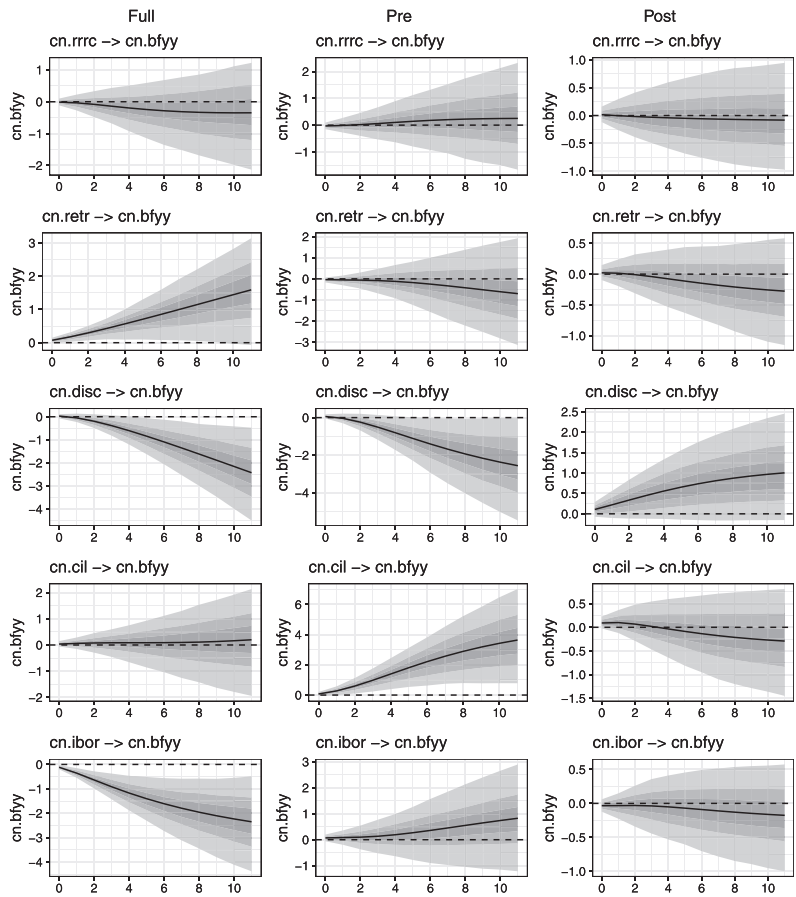 Full Pre Post
cn.rrrc −> cn.bfyy cn.rrrc −> cn.bfyy cn.rrrc −> cn.bfyy
cn.bfyy cn.bfyy cn.bfyy
1 2 1.0
0 1 0.5
−1 0 0.0
−2 −1 −0.5
−1.0
0 2 4 6 8 10 0 2 4 6 8 10 0 2 4 6 8 10
cn.retr −> cn.bfyy cn.retr −> cn.bfyy cn.retr −> cn.bfyy
cn.bfyy cn.bfyy cn.bfyy
3 2 0.5
2 1 0.0
1 0 −0.5
0 −1 −1.0
−2
−3
0 2 4 6 8 10 0 2 4 6 8 10 0 2 4 6 8 10
cn.disc −> cn.bfyy cn.disc −> cn.bfyy cn.disc −> cn.bfyy
cn.bfyy cn.bfyy cn.bfyy
0 0 2.5
−1 −2 2.0
−2 −4 1.5
−3 1.0
−4 0.5
0.0
0 2 4 6 8 10 0 2 4 6 8 10 0 2 4 6 8 10
cn.cil −> cn.bfyy cn.cil −> cn.bfyy cn.cil −> cn.bfyy
cn.bfyy cn.bfyy cn.bfyy
2 6 0.5
1 4 0.0
0 2 −0.5
−1 0 −1.0
−2 −1.5
0 2 4 6 8 10 0 2 4 6 8 10 0 2 4 6 8 10
cn.ibor −> cn.bfyy cn.ibor −> cn.bfyy cn.ibor −> cn.bfyy
cn.bfyy cn.bfyy cn.bfyy
0 3 0.5
−1 2 0.0
−2 1 −0.5
−3 0 −1.0
−4 −1
0 2 4 6 8 10 0 2 4 6 8 10 0 2 4 6 8 10